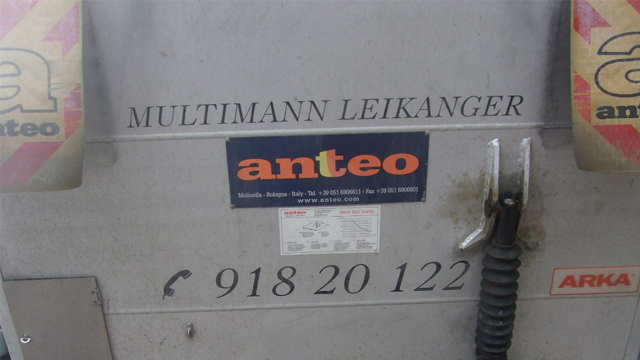 a
anteo
a
anteo
MULTIMANN LEIKANGER
anteo
Molinella - Bologna - Italy - Tel. +39 051 6906611 - Fax +39 051 6906601
www.anteo.com
anteo
918 20 122
ARKA